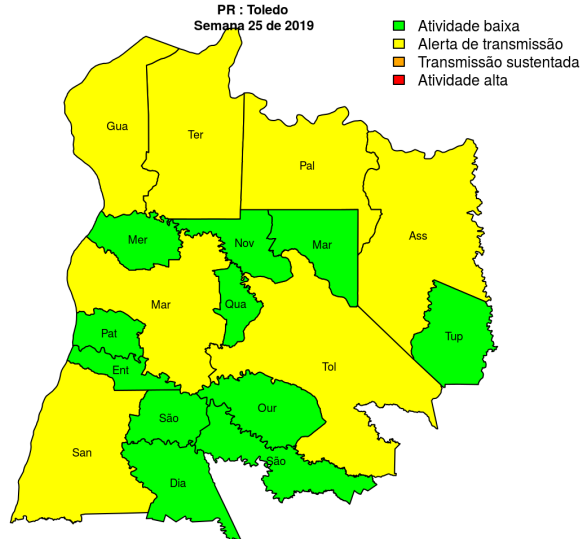 PR : Toledo
Semana 25 de 2019
Atividade baixa
Alerta de transmissão
Transmissão sustentada
Atividade alta
Gua
Ter
Pal
Ass
Mer
Nov
Mar
Mar
Qua
Pat
Tup
Ent
Tol
Our
São
San
São
Dia